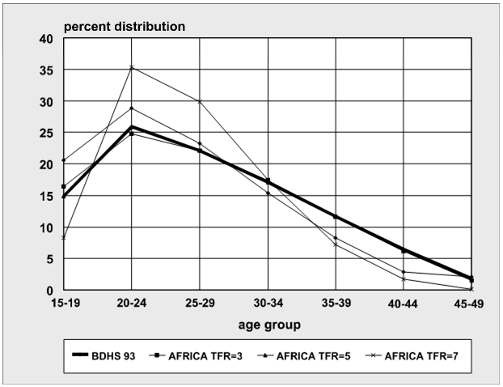 percent distribution
40
35
30
25
20
15
10
5
0
15-19 20-24 25-29 30-34 35-39 40-44 45-49
age group
BDHS 93 AFRICA TFR=3 AFRICA TFR=5 AFRICA TFR=7